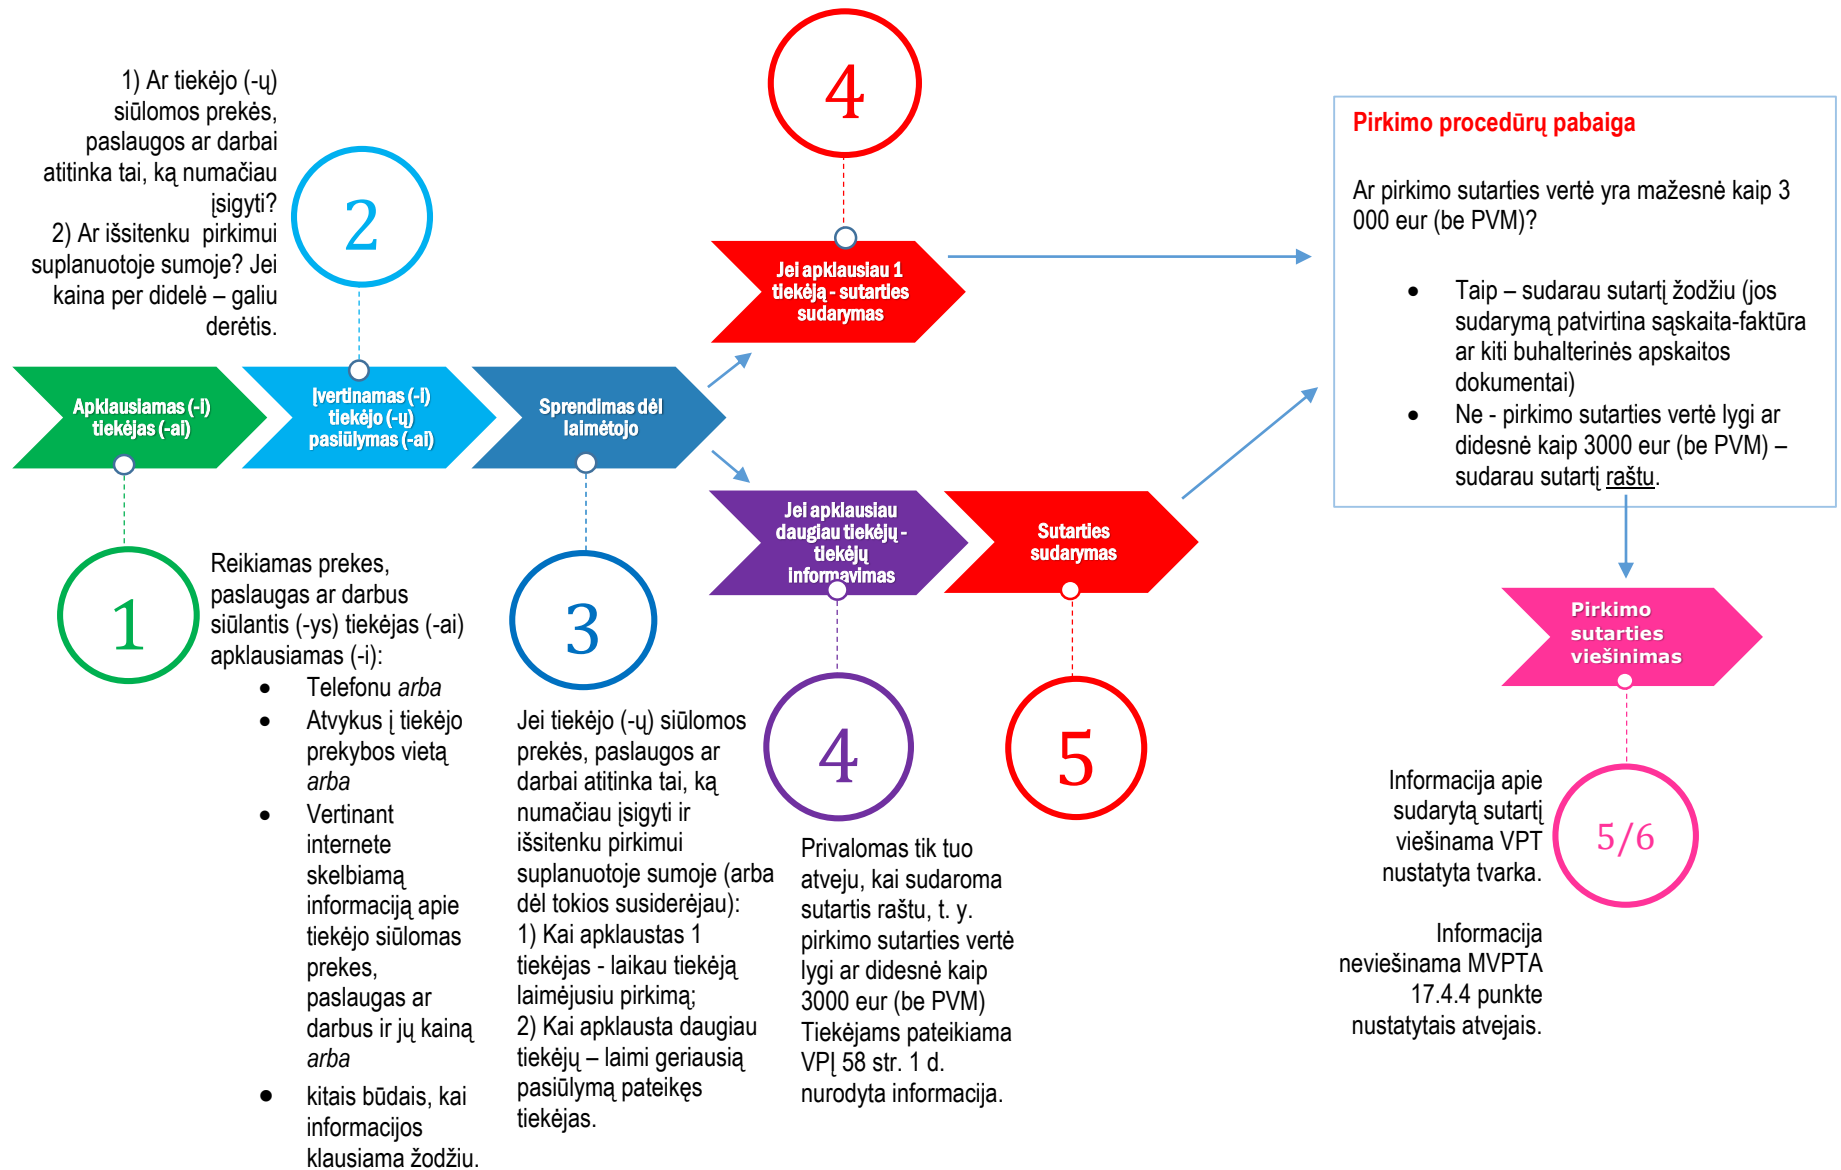 1) Ar tiekėjo (-ų)
siūlomos prekės,
paslaugos ar darbai
atitinka tai, ką numačiau
įsigyti?
2) Ar išsitenku  pirkimui
suplanuotoje sumoje? Jei
kaina per didelė – galiu
derėtis.
2
4
Apklausiamas (-i)
tiekėjas (-ai)
Įvertinamas (-i)
tiekėjo (-ų)
pasiūlymas (-ai)
Sprendimas dėl
laimėtojo
Jei apklausiau 1
tiekėją - sutarties
sudarymas
Jei apklausiau
daugiau tiekėjų -
tiekėjų
informavimas
Sutarties
sudarymas
Pirkimo procedūrų pabaiga
Ar pirkimo sutarties vertė yra mažesnė kaip 3
000 eur (be PVM)?
• Taip – sudarau sutartį žodžiu (jos
sudarymą patvirtina sąskaita-faktūra
ar kiti buhalterinės apskaitos
dokumentai)
• Ne - pirkimo sutarties vertė lygi ar
didesnė kaip 3000 eur (be PVM) –
sudarau sutartį raštu.
Pirkimo
sutarties
viešinimas
1
Reikiamas prekes,
paslaugas ar darbus
siūlantis (-ys) tiekėjas (-ai)
apklausiamas (-i):
• Telefonu arba
• Atvykus į tiekėjo
prekybos vietą
arba
• Vertinant
internete
skelbiamą
informaciją apie
tiekėjo siūlomas
prekes,
paslaugas ar
darbus ir jų kainą
arba
• kitais būdais, kai
informacijos
klausiama žodžiu.
3
Jei tiekėjo (-ų) siūlomos
prekės, paslaugos ar
darbai atitinka tai, ką
numačiau įsigyti ir
išsitenku pirkimui
suplanuotoje sumoje (arba
dėl tokios susiderėjau):
1) Kai apklaustas 1
tiekėjas - laikau tiekėją
laimėjusiu pirkimą;
2) Kai apklausta daugiau
tiekėjų – laimi geriausią
pasiūlymą pateikęs
tiekėjas.
4
Privalomas tik tuo
atveju, kai sudaroma
sutartis raštu, t. y.
pirkimo sutarties vertė
lygi ar didesnė kaip
3000 eur (be PVM)
Tiekėjams pateikiama
VPĮ 58 str. 1 d.
nurodyta informacija.
5
5/6
Informacija apie
sudarytą sutartį
viešinama VPT
nustatyta tvarka.
Informacija
neviešinama MVPTA
17.4.4 punkte
nustatytais atvejais.